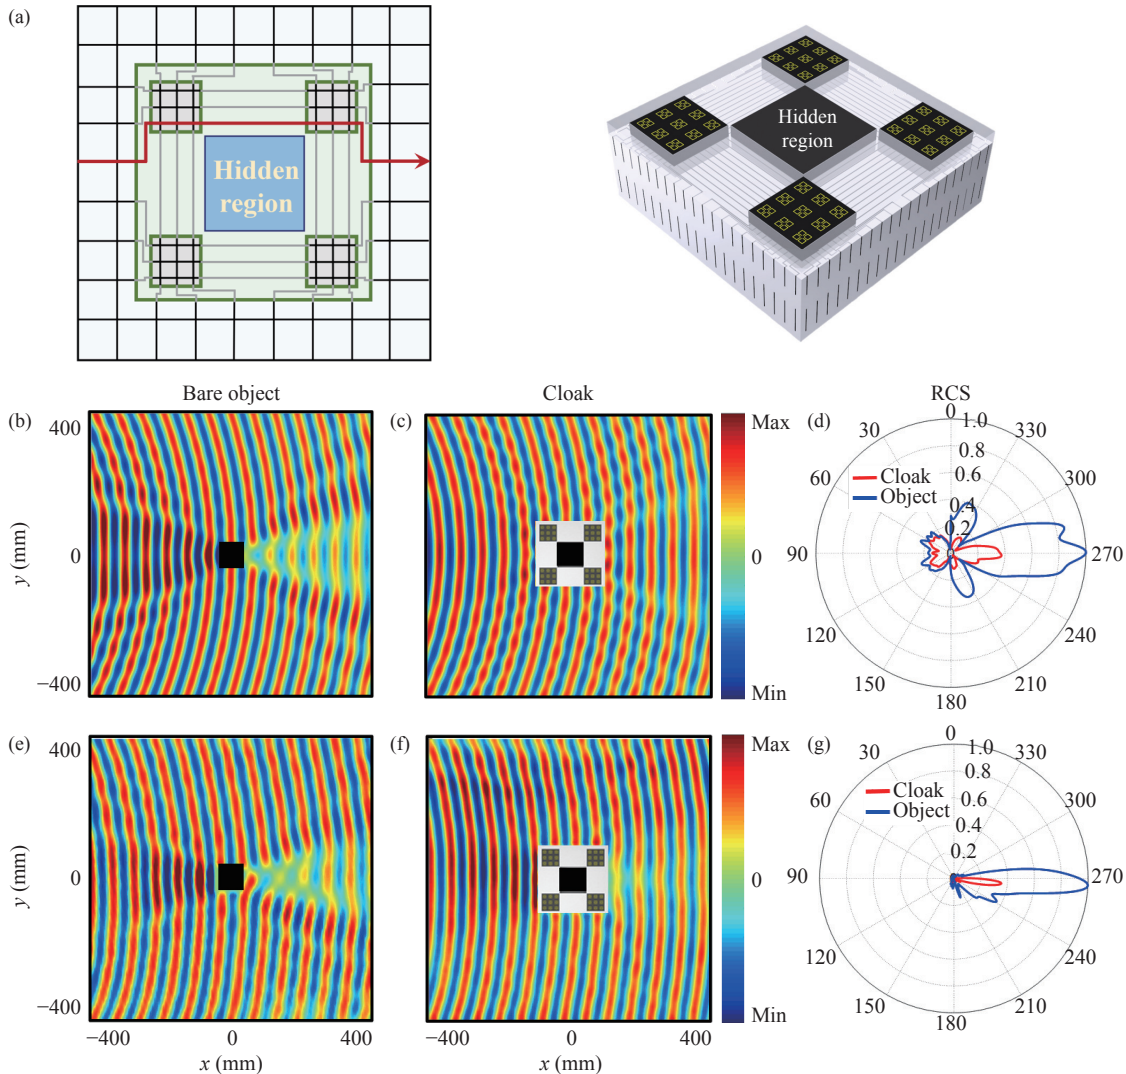 (a)
Hidden
region
Hidden
region
Bare object
Cloak
RCS
(b)
400
0
−400
y (mm)
(c)
Max
0
Min
(d)
0
30
60
90
120
150
180
210
240
270
300
330
1.0
0.8
0.6
0.4
0.2
Cloak
Object
(e)
400
0
−400
y (mm)
−400
0
400
x (mm)
(f)
−400
0
400
x (mm)
Max
0
Min
(g)
0
30
60
90
120
150
180
210
240
270
300
330
1.0
0.8
0.6
0.4
0.2
Cloak
Object